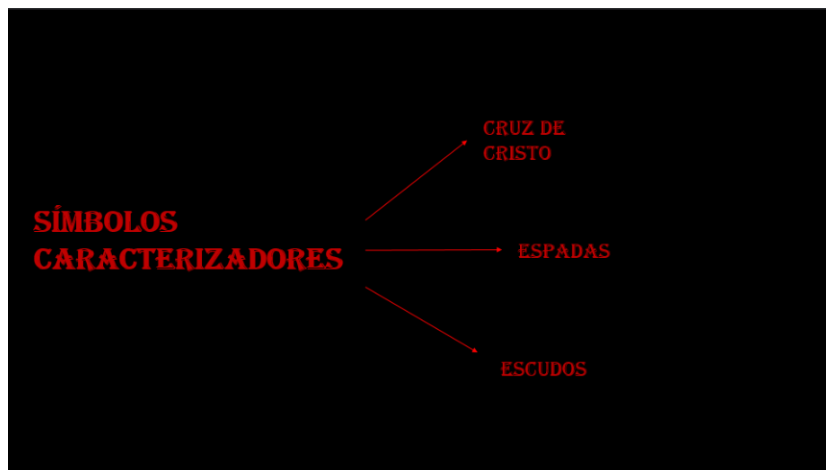 SÍMBOLOS
CARACTERIZADORES
CRUZ DE
CRISTO
ESPADAS
ESCUDOS